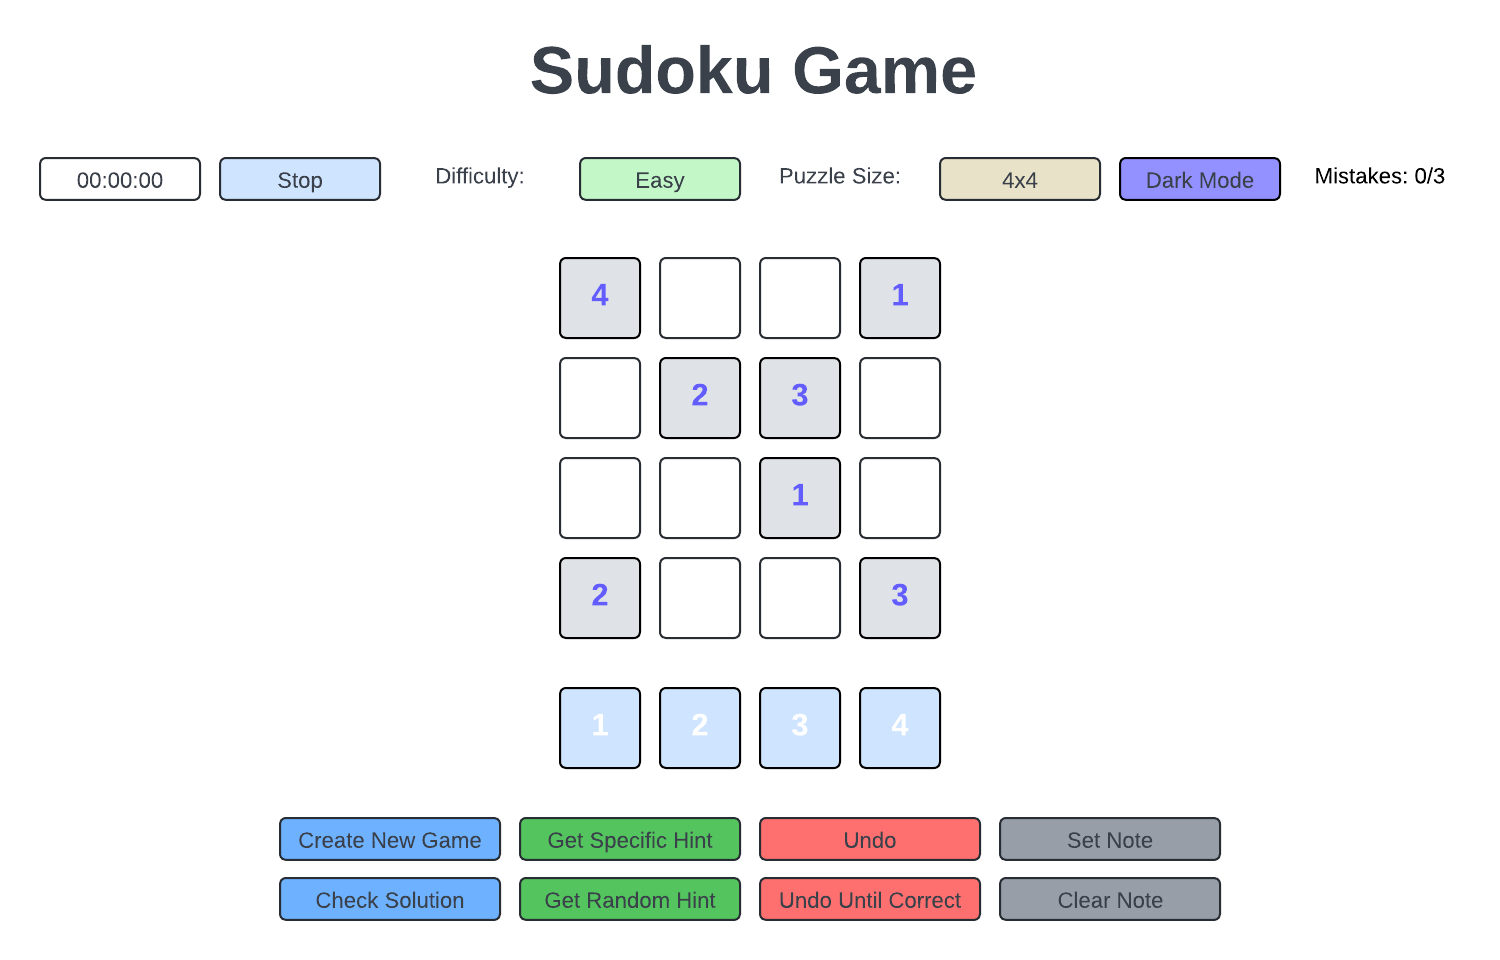 Sudoku Game
00:00:00 Stop Difficulty: Easy Puzzle Size: 4x4 Dark Mode Mistakes: 0/3
4 1
2 3
1
2 3
1 2 3 4
Create New Game Get Specific Hint Undo Set Note
Check Solution Get Random Hint Undo Until Correct Clear Note